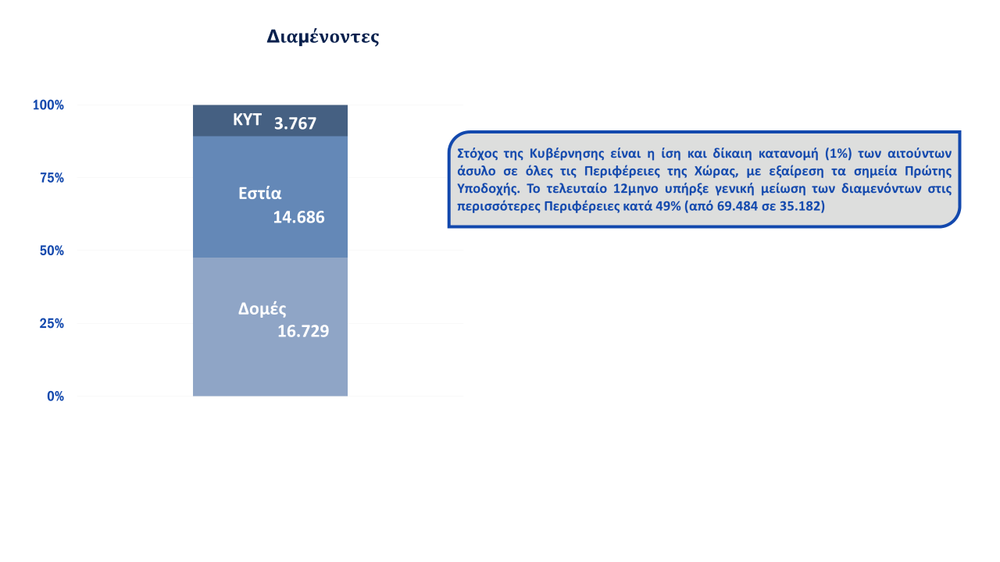 Διαμένοντες
100%
75%
50%
25%
0%
ΚΥΤ 3.767
Εστία
14.686
Δομές
16.729
Στόχος της Κυβέρνησης είναι η ίση και δίκαιη κατανομή (1%) των αιτούντων
άσυλο σε όλες τις Περιφέρειες της Χώρας, με εξαίρεση τα σημεία Πρώτης
Υποδοχής. Το τελευταίο 12μηνο υπήρξε γενική μείωση των διαμενόντων στις
περισσότερες Περιφέρειες κατά 49% (από 69.484 σε 35.182)